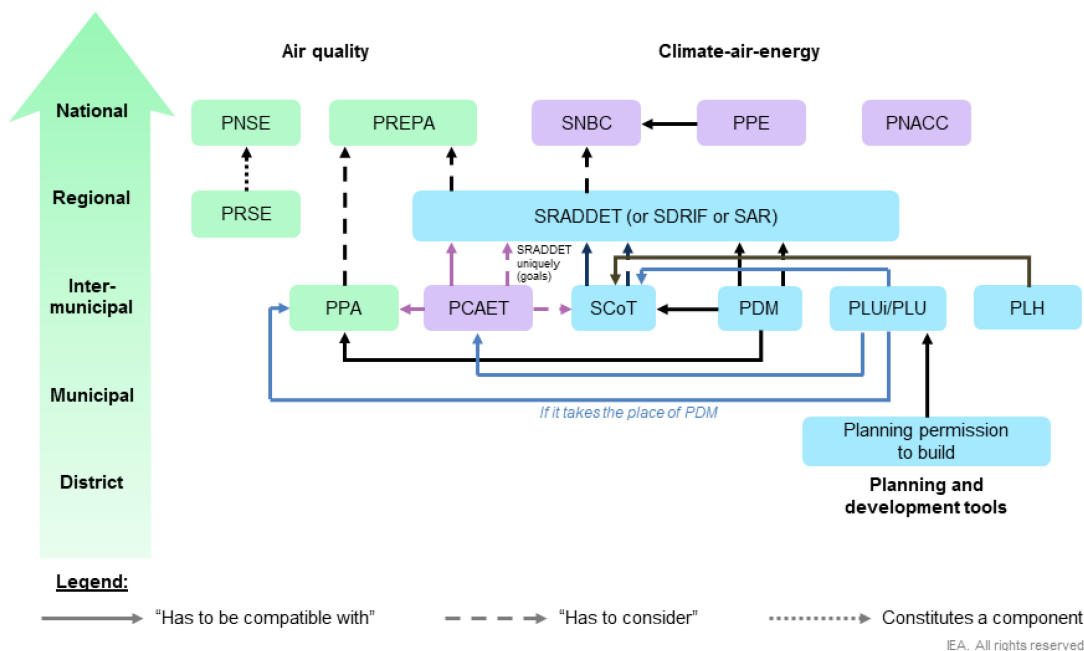 Air quality
Climate-air-energy
National
PNSE
PREPA
SNBC
PPE
PNACC
Regional
PRSE
SRADDET (or SDRIF or SAR)
SRADDET
uniquely
(goals)
Inter-
municipal
PPA
PCAET
SCoT
PDM
PLUi/PLU
PLH
Municipal
If it takes the place of PDM
Planning permission
to build
District
Planning and
development tools
Legend:
"Has to be compatible with"
"Has to consider"
Constitutes a component
IEA. All rights reserved